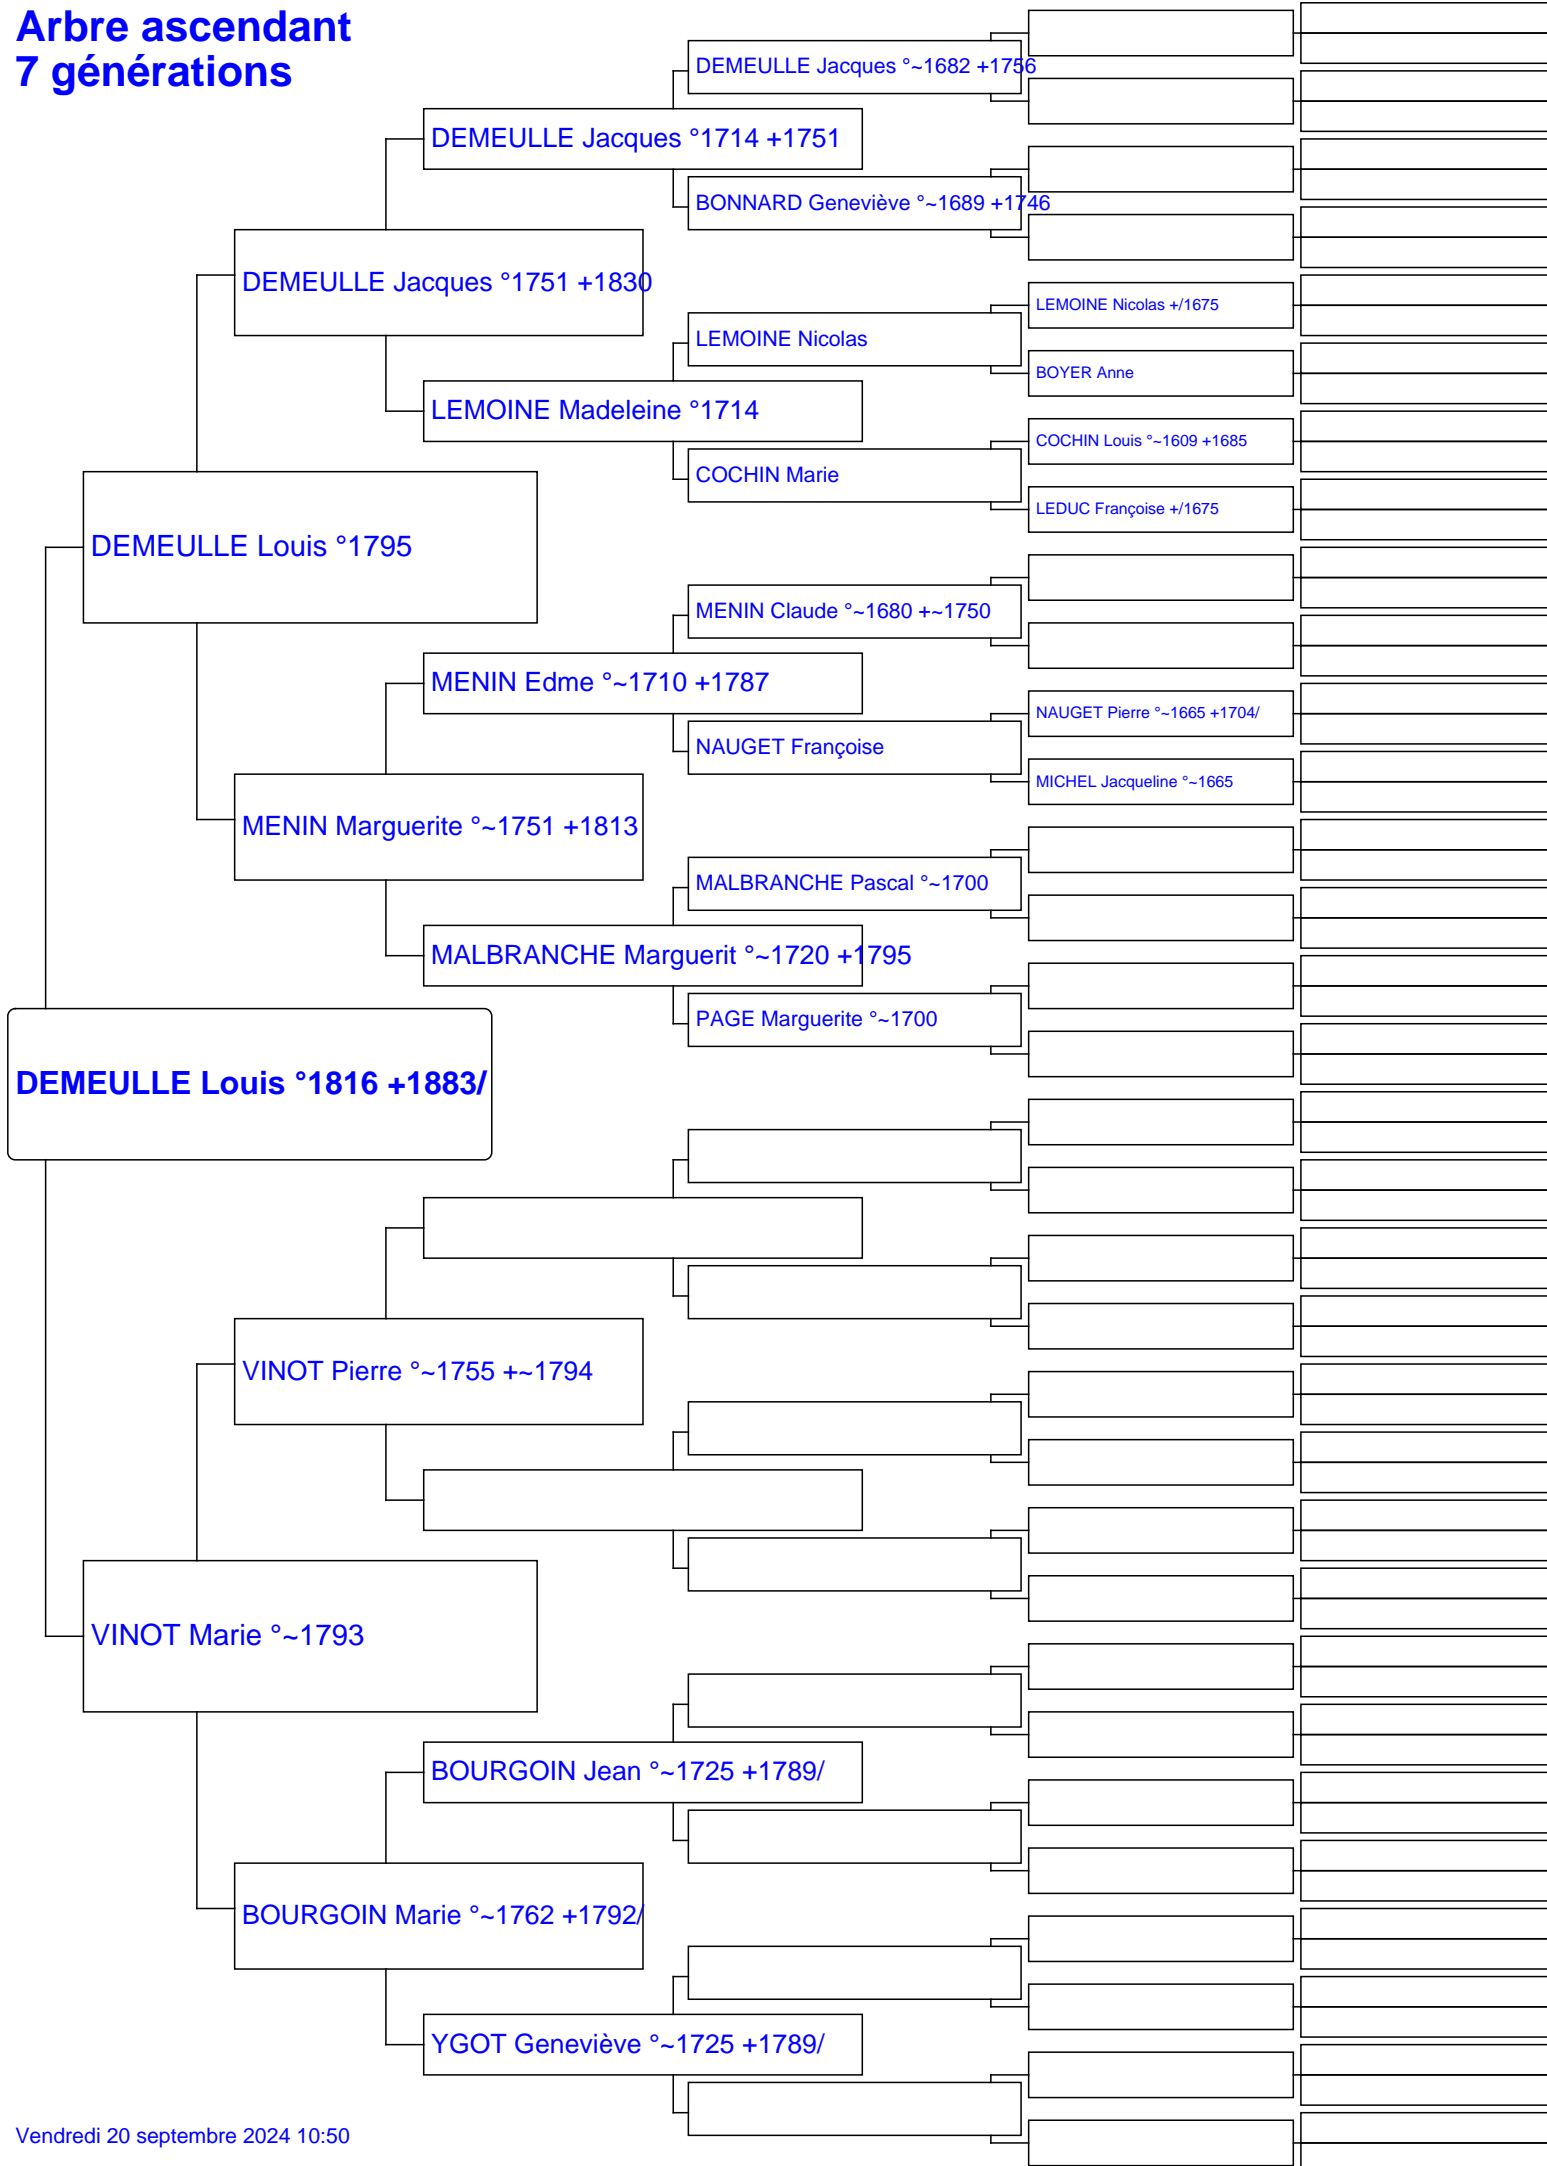 Arbre ascendant
7 générations
DEMEULLE Jacques °~1682 +1756
DEMEULLE Jacques °1714 +1751
BONNARD Geneviève °~1689 +1746
DEMEULLE Jacques °1751 +1830
LEMOINE Nicolas +/1675
LEMOINE Nicolas
BOYER Anne
LEMOINE Madeleine °1714
COCHIN Louis °~1609 +1685
COCHIN Marie
LEDUC Françoise +/1675
DEMEULLE Louis °1795
MENIN Claude °~1680 +~1750
MENIN Edme °~1710 +1787
NAUGET Pierre °~1665 +1704/
NAUGET Françoise
MICHEL Jacqueline °~1665
MENIN Marguerite °~1751 +1813
MALBRANCHE Pascal °~1700
MALBRANCHE Marguerit °~1720 +1795
PAGE Marguerite °~1700
DEMEULLE Louis °1816 +1883/
VINOT Pierre °~1755 +~1794
VINOT Marie °~1793
BOURGOIN Jean °~1725 +1789/
BOURGOIN Marie °~1762 +1792/
YGOT Geneviève °~1725 +1789/
Vendredi 20 septembre 2024 10:50